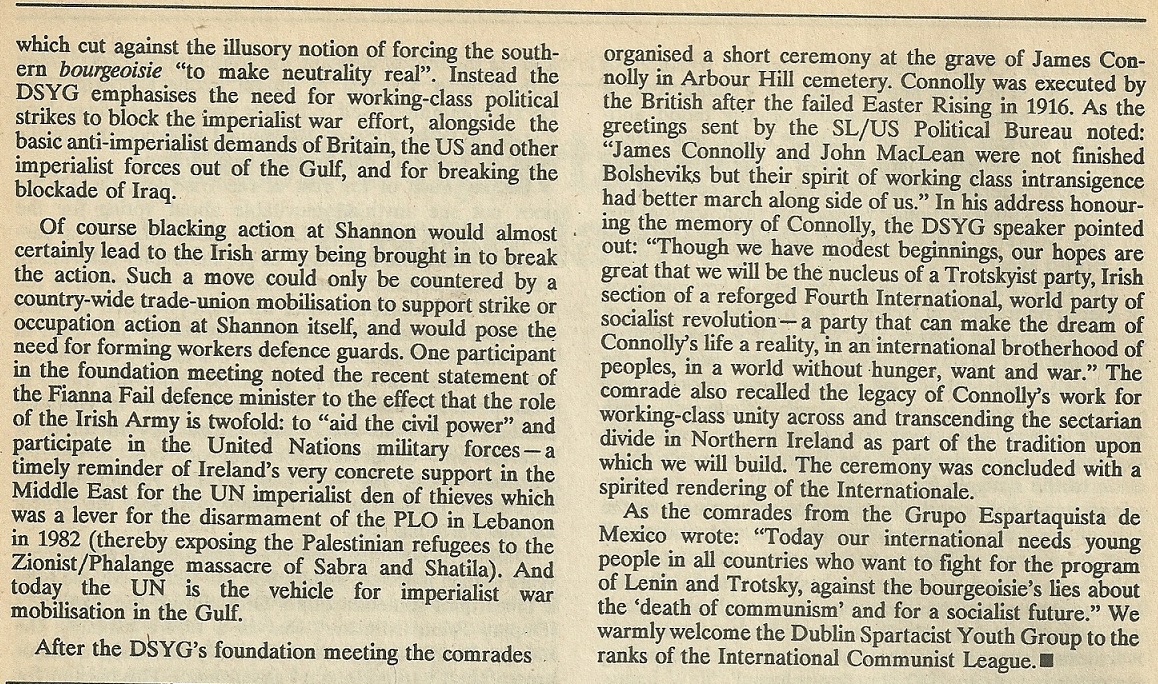 which cut against the illusory notion of forcing the south-
ern bourgeoisie “to make neutrality real”. Instead the
DSYG emphasises the need for working-class political
strikes to block the imperialist war effort, alongside the
basic anti-imperialist demands of Britain, the US and other
imperialist forces out of the Gulf, and for breaking the
blockade of Iraq.
Of course blacking action at Shannon would almost
certainly lead to the Irish army being brought in to break
the action. Such a move could only be countered by a
country-wide trade-union mobilisation to support strike or
occupation action at Shannon itself, and would pose the
need for forming workers defence guards. One participant
in the foundation meeting noted the recent statement of
the Fianna Fail defence minister to the effect that the role
of the Irish Army is twofold: to “aid the civil power” and
participate in the United Nations military forces—a
timely reminder of Ireland’s very concrete support in the
Middle East for the UN imperialist den of thieves which
was a lever for the disarmament of the PLO in Lebanon
in 1982 (thereby exposing the Palestinian refugees to the
Zionist/Phalange massacre of Sabra and Shatila). And
today the UN is the vehicle for imperialist war
mobilisation in the Gulf.
After the DSYG’s foundation meeting the comrades
organised a short ceremony at the grave of James Con-
nolly in Arbour Hill cemetery. Connolly was executed by
the British after the failed Easter Rising in 1916. As the
greetings sent by the SL/US Political Bureau noted:
“James Connolly and John MacLean were not finished
Bolsheviks but their spirit of working class intransigence
had better march along side of us.” In his address honour-
ing the memory of Connolly, the DSYG speaker pointed
out: “Though we have modest beginnings, our hopes are
great that we will be the nucleus of a Trotskyist party, Irish
section of a reforged Fourth International, world party of
socialist revolution—a party that can make the dream of
Connolly’s life a reality, in an international brotherhood of
peoples, in a world without hunger, want and war.” The
comrade also recalled the legacy of Connolly’s work for
working-class unity across and transcending the sectarian
divide in Northern Ireland as part of the tradition upon
which we will build. The ceremony was concluded with a
spirited rendering of the Internationale.
As the comrades from the Grupo Espartaquista de
Mexico wrote: “Today our international needs young
people in all countries who want to fight for the program
of Lenin and Trotsky, against the bourgeoisie’s lies about
the ‘death of communism’ and for a socialist future.” We
warmly welcome the Dublin Spartacist Youth Group to the
ranks of the International Communist League.■